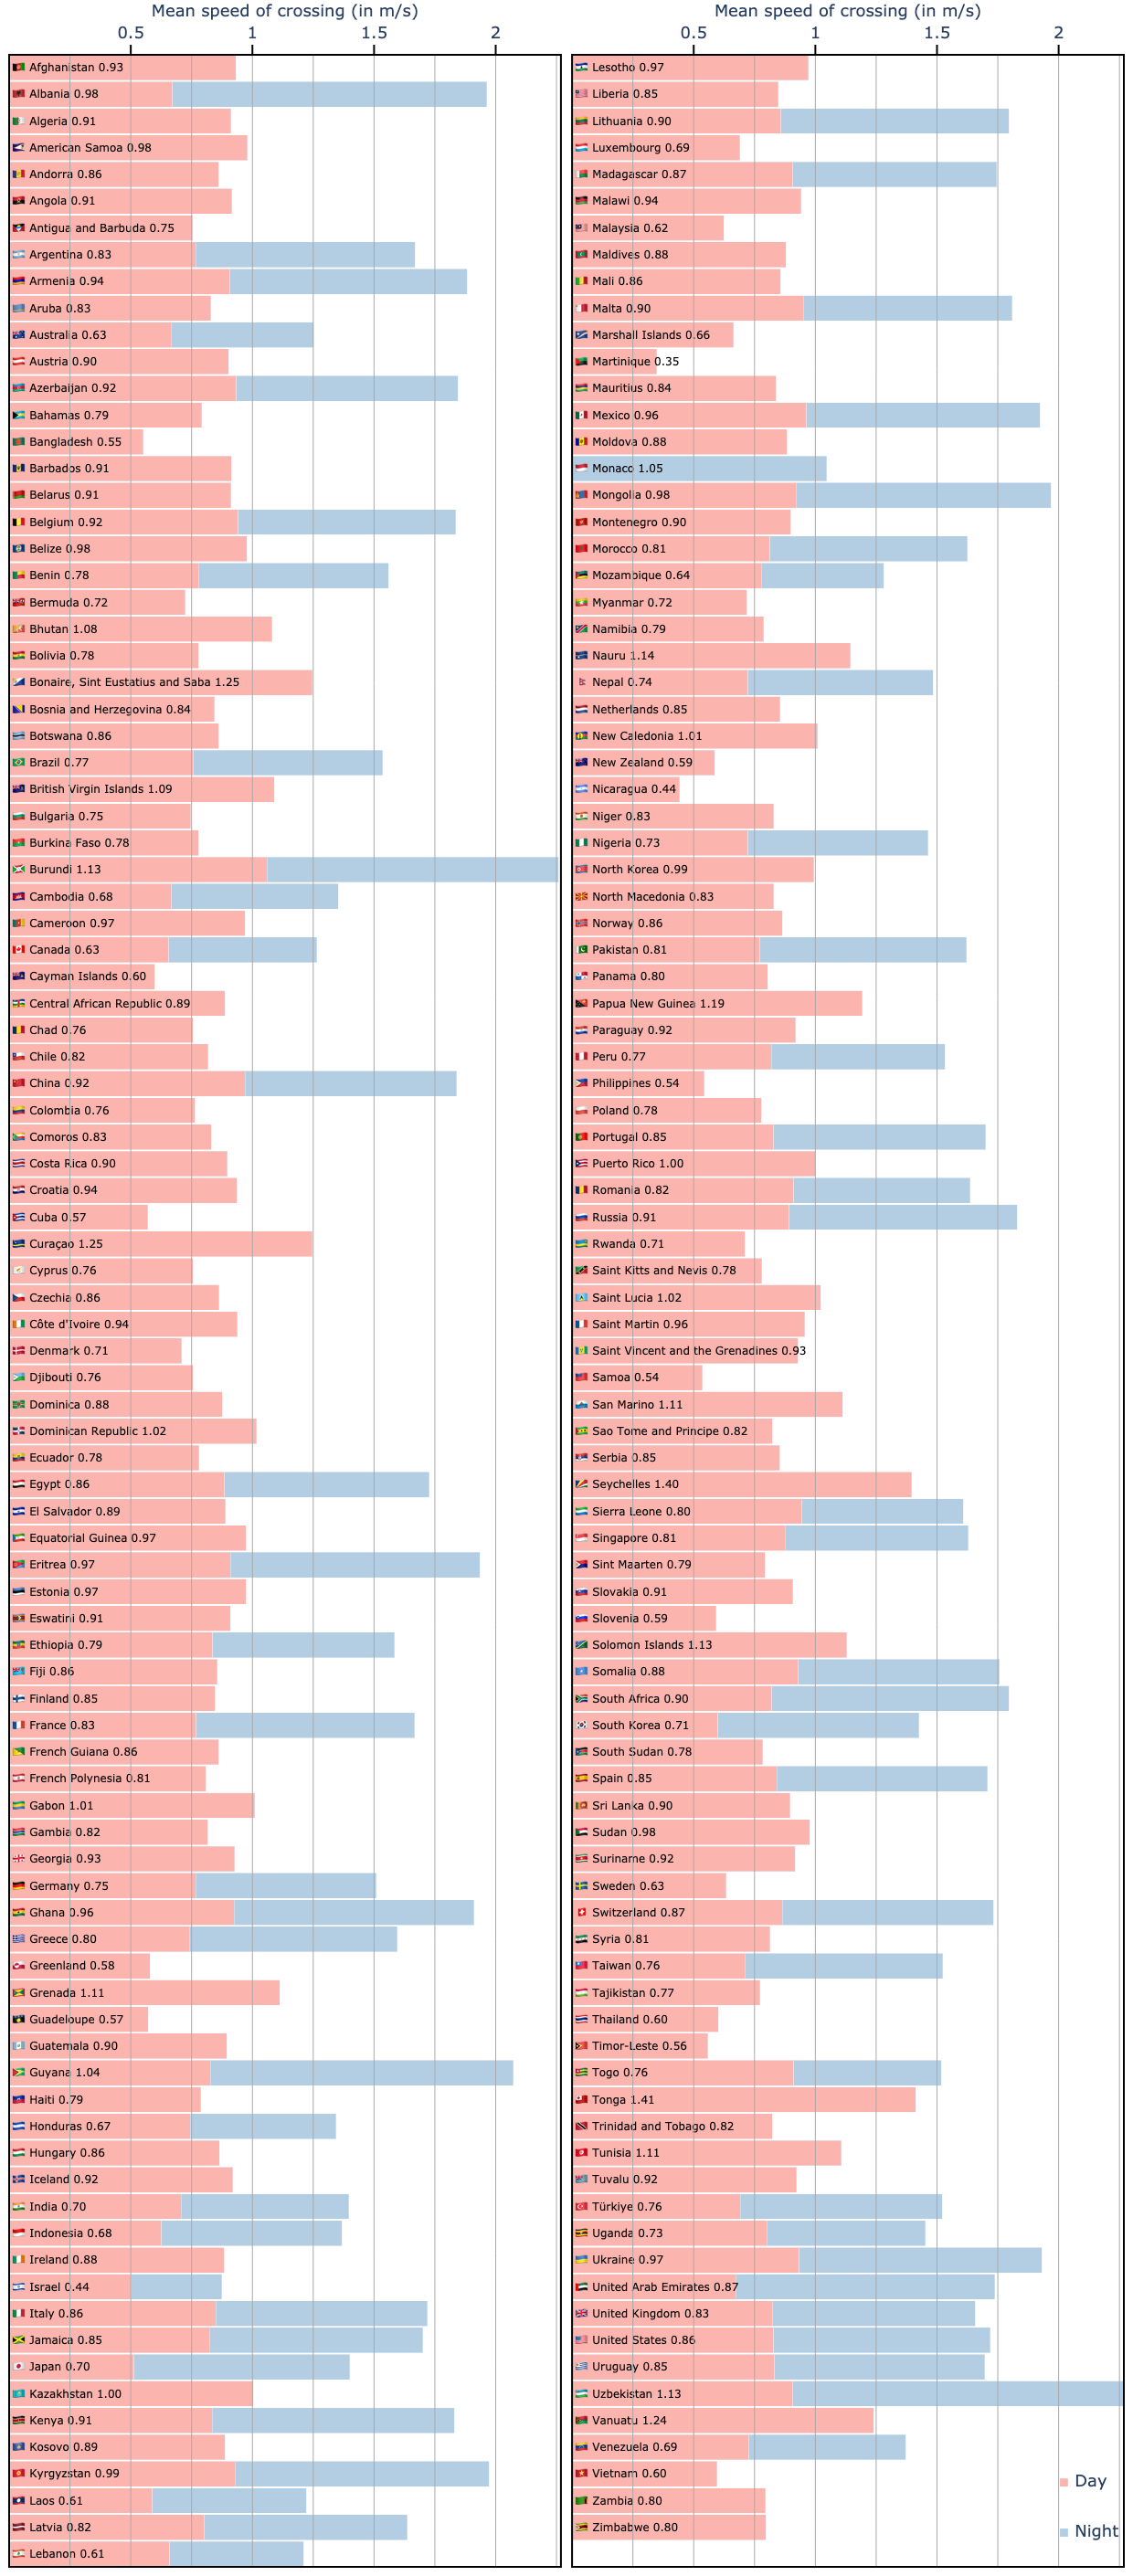 Mean speed of crossing (in m/s)
0.5 1 1.5 2
Afghanistan 0.93
Albania 0.98
Algeria 0.91
American Samoa 0.98
Andorra 0.86
Angola 0.91
Antigua and Barbuda 0.75
Argentina 0.83
Armenia 0.94
Aruba 0.83
Australia 0.63
Austria 0.90
Azerbaijan 0.92
Bahamas 0.79
Bangladesh 0.55
Barbados 0.91
Belarus 0.91
Belgium 0.92
Belize 0.98
Benin 0.78
Bermuda 0.72
Bhutan 1.08
Bolivia 0.78
Bonaire, Sint Eustatius and Saba 1.25
Bosnia and Herzegovina 0.84
Botswana 0.86
Brazil 0.77
British Virgin Islands 1.09
Bulgaria 0.75
Burkina Faso 0.78
Burundi 1.13
Cambodia 0.68
Cameroon 0.97
Canada 0.63
Cayman Islands 0.60
Central African Republic 0.89
Chad 0.76
Chile 0.82
China 0.92
Colombia 0.76
Comoros 0.83
Costa Rica 0.90
Croatia 0.94
Cuba 0.57
Curaçao 1.25
Cyprus 0.76
Czechia 0.86
Côte d'Ivoire 0.94
Denmark 0.71
Djibouti 0.76
Dominica 0.88
Dominican Republic 1.02
Ecuador 0.78
Egypt 0.86
El Salvador 0.89
Equatorial Guinea 0.97
Eritrea 0.97
Estonia 0.97
Eswatini 0.91
Ethiopia 0.79
Fiji 0.86
Finland 0.85
France 0.83
French Guiana 0.86
French Polynesia 0.81
Gabon 1.01
Gambia 0.82
Georgia 0.93
Germany 0.75
Ghana 0.96
Greece 0.80
Greenland 0.58
Grenada 1.11
Guadeloupe 0.57
Guatemala 0.90
Guyana 1.04
Haiti 0.79
Honduras 0.67
Hungary 0.86
Iceland 0.92
India 0.70
Indonesia 0.68
Ireland 0.88
Israel 0.44
Italy 0.86
Jamaica 0.85
Japan 0.70
Kazakhstan 1.00
Kenya 0.91
Kosovo 0.89
Kyrgyzstan 0.99
Laos 0.61
Latvia 0.82
Lebanon 0.61
Mean speed of crossing (in m/s)
0.5 1 1.5 2
Lesotho 0.97
Liberia 0.85
Lithuania 0.90
Luxembourg 0.69
Madagascar 0.87
Malawi 0.94
Malaysia 0.62
Maldives 0.88
Mali 0.86
Malta 0.90
Marshall Islands 0.66
Martinique 0.35
Mauritius 0.84
Mexico 0.96
Moldova 0.88
Monaco 1.05
Mongolia 0.98
Montenegro 0.90
Morocco 0.81
Mozambique 0.64
Myanmar 0.72
Namibia 0.79
Nauru 1.14
Nepal 0.74
Netherlands 0.85
New Caledonia 1.01
New Zealand 0.59
Nicaragua 0.44
Niger 0.83
Nigeria 0.73
North Korea 0.99
North Macedonia 0.83
Norway 0.86
Pakistan 0.81
Panama 0.80
Papua New Guinea 1.19
Paraguay 0.92
Peru 0.77
Philippines 0.54
Poland 0.78
Portugal 0.85
Puerto Rico 1.00
Romania 0.82
Russia 0.91
Rwanda 0.71
Saint Kitts and Nevis 0.78
Saint Lucia 1.02
Saint Martin 0.96
Saint Vincent and the Grenadines 0.93
Samoa 0.54
San Marino 1.11
Sao Tome and Principe 0.82
Serbia 0.85
Seychelles 1.40
Sierra Leone 0.80
Singapore 0.81
Sint Maarten 0.79
Slovakia 0.91
Slovenia 0.59
Solomon Islands 1.13
Somalia 0.88
South Africa 0.90
South Korea 0.71
South Sudan 0.78
Spain 0.85
Sri Lanka 0.90
Sudan 0.98
Suriname 0.92
Sweden 0.63
Switzerland 0.87
Syria 0.81
Taiwan 0.76
Tajikistan 0.77
Thailand 0.60
Timor-Leste 0.56
Togo 0.76
Tonga 1.41
Trinidad and Tobago 0.82
Tunisia 1.11
Tuvalu 0.92
Türkiye 0.76
Uganda 0.73
Ukraine 0.97
United Arab Emirates 0.87
United Kingdom 0.83
United States 0.86
Uruguay 0.85
Uzbekistan 1.13
Vanuatu 1.24
Venezuela 0.69
Vietnam 0.60
Zambia 0.80
Zimbabwe 0.80
Day
Night